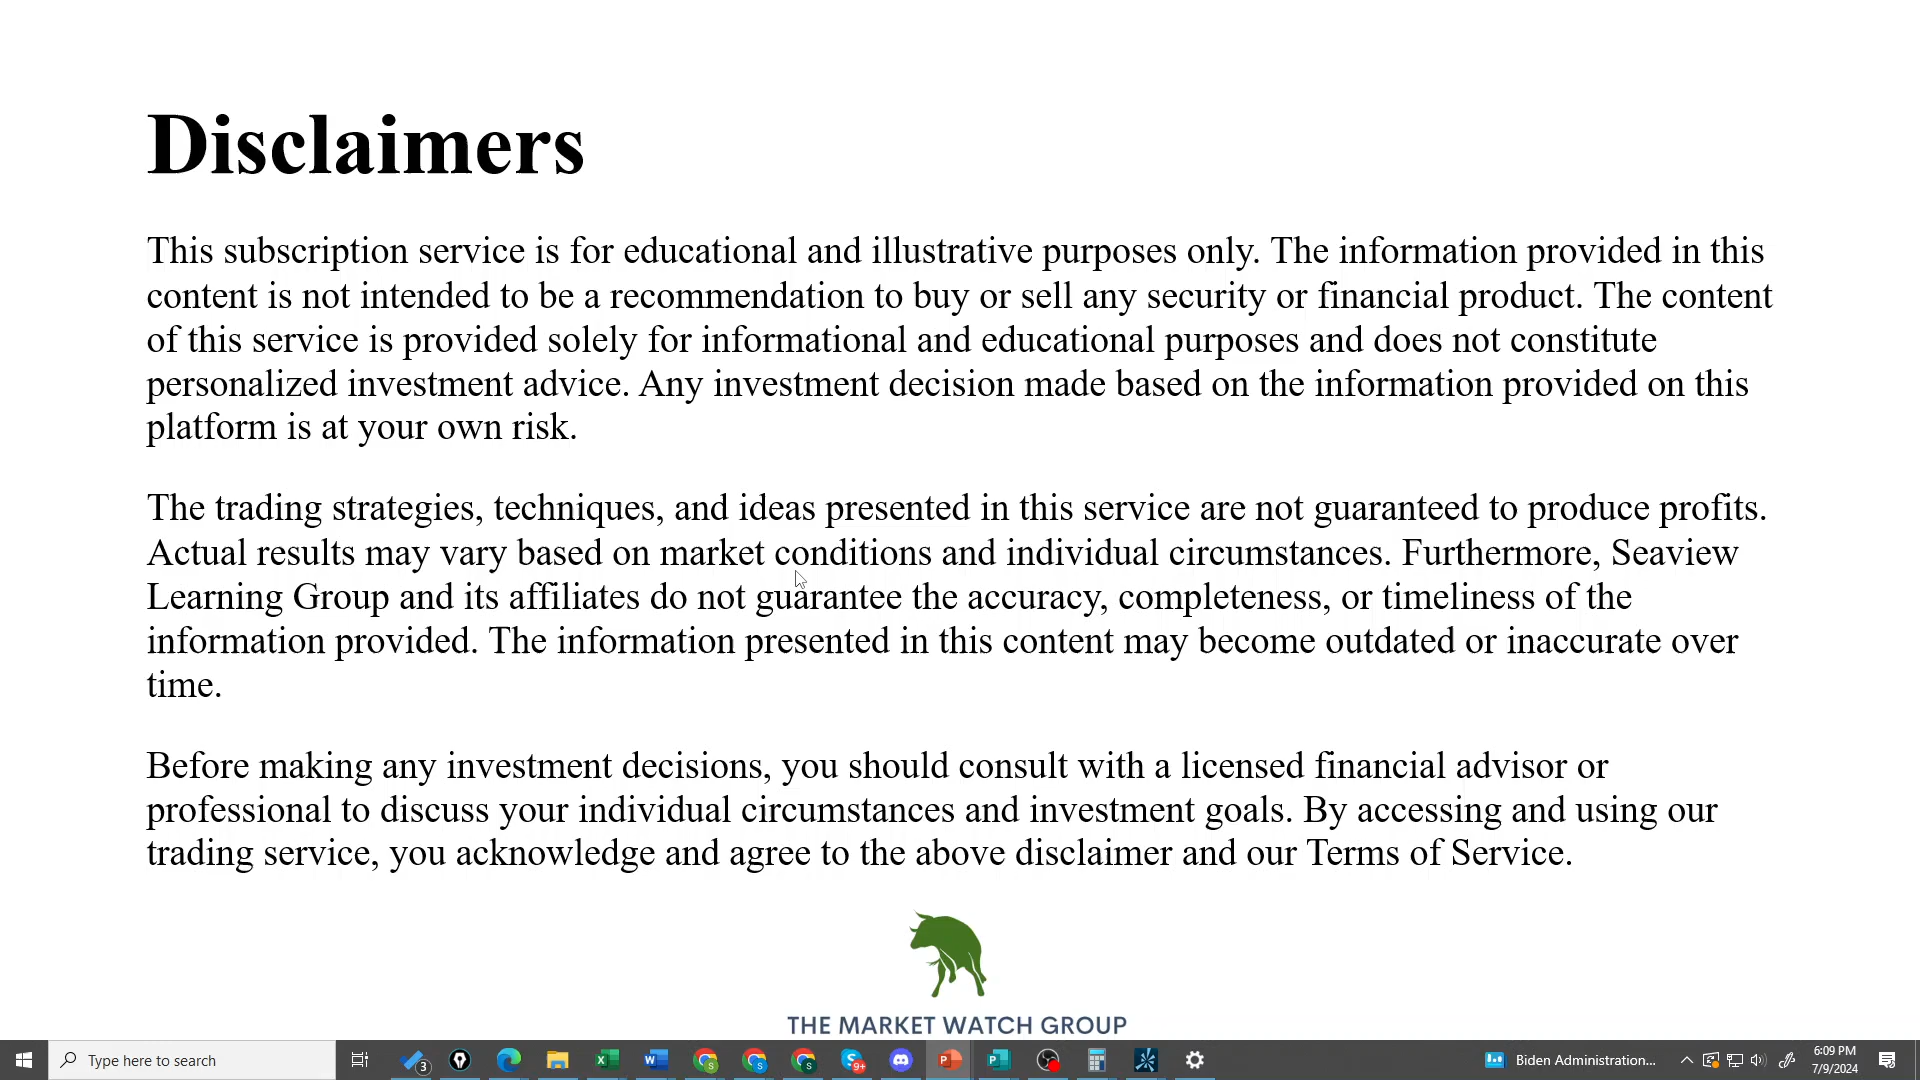 Disclaimers
This subscription service is for educational and illustrative purposes only. The information provided in this
content is not intended to be a recommendation to buy or sell any security or financial product. The content
of this service is provided solely for informational and educational purposes and does not constitute
personalized investment advice. Any investment decision made based on the information provided on this
platform is at your own risk.
The trading strategies, techniques, and ideas presented in this service are not guaranteed to produce profits.
Actual results may vary based on market conditions and individual circumstances. Furthermore, Seaview
Learning Group and its affiliates do not guarantee the accuracy, completeness, or timeliness of the
information provided. The information presented in this content may become outdated or inaccurate over
time.
Before making any investment decisions, you should consult with a licensed financial advisor or
professional to discuss your individual circumstances and investment goals. By accessing and using our
trading service, you acknowledge and agree to the above disclaimer and our Terms of Service.
THE MARKET WATCH GROUP
Type here to search
3
9+
Biden Administration...
6:09 PM
7/9/2024